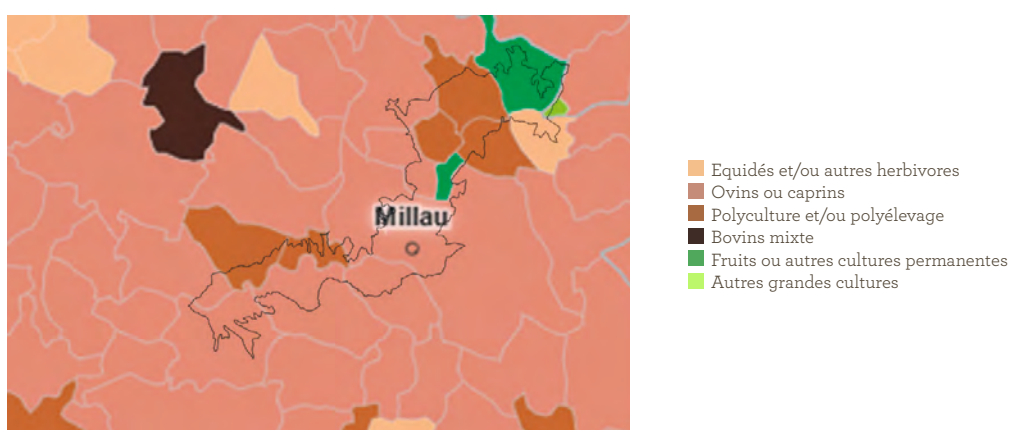 Millau
Equidés et/ou autres herbivores
Ovins ou caprins
Polyculture et/ou polyélevage
Bovins mixte
Fruits ou autres cultures permanentes
Autres grandes cultures